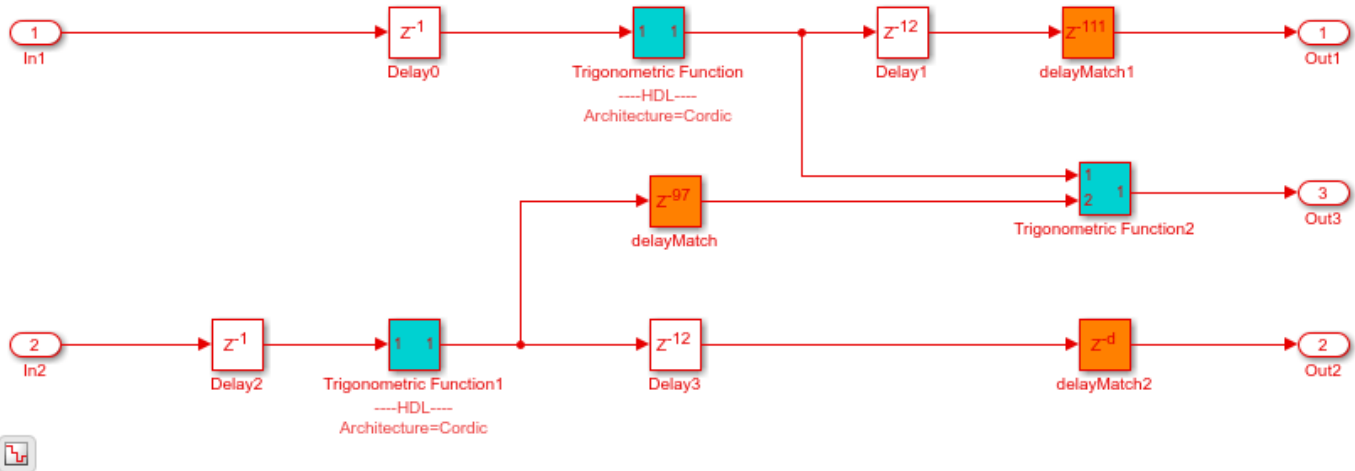 1
In1
Z-1
Delay0
1 1
Trigonometric Function
----HDL----
Architecture=Cordic
Z-12
Delay1
Z-111
delayMatch1
1
Out1
Z-97
delayMatch
1
2
1
Trigonometric Function2
3
Out3
2
In2
Z-1
Delay2
1 1
Trigonometric Function1
----HDL----
Architecture=Cordic
Z-12
Delay3
Z-d
delayMatch2
2
Out2